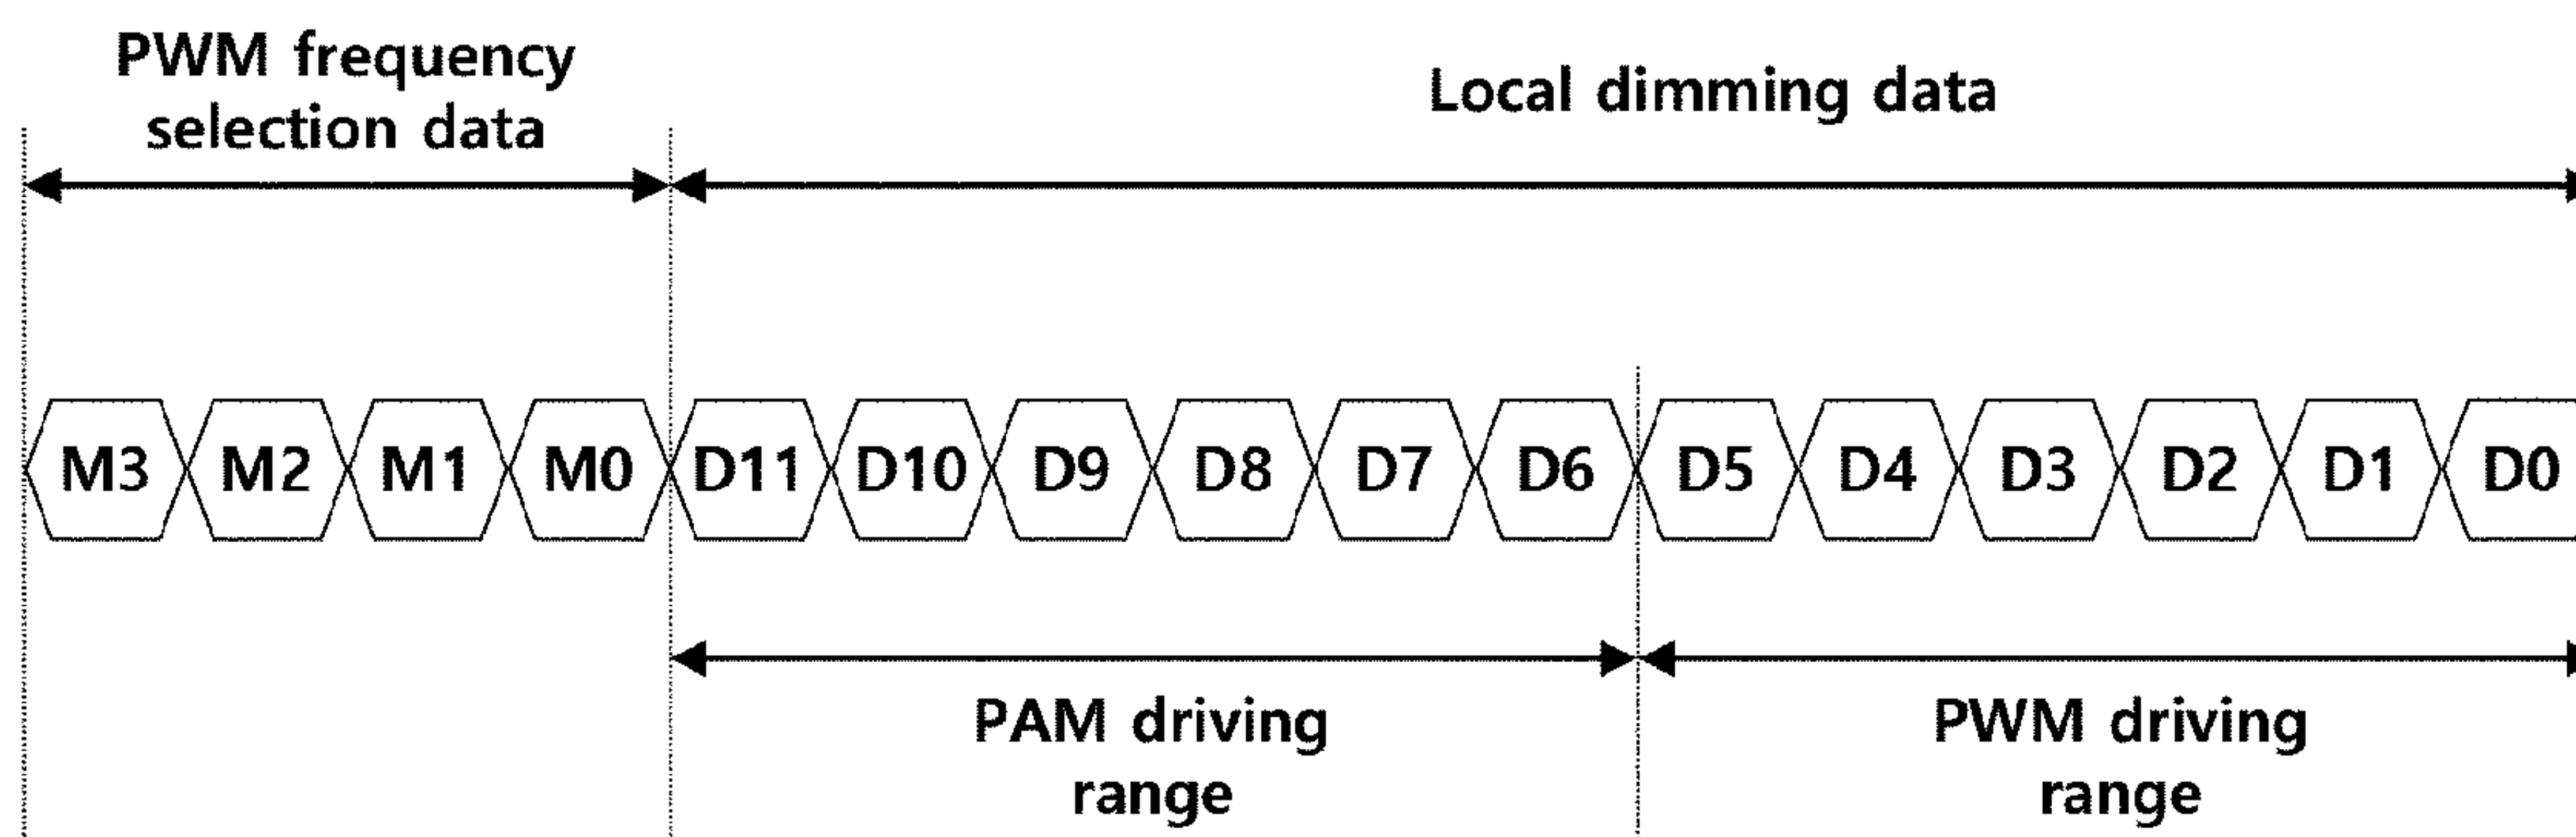 PWM frequency
selection data
Local dimming data
M3 M2 M1 M0 D11 D10 D9 D8 D7 D6 D5 D4 D3 D2 D1 D0
PAM driving
range
PWM driving
range